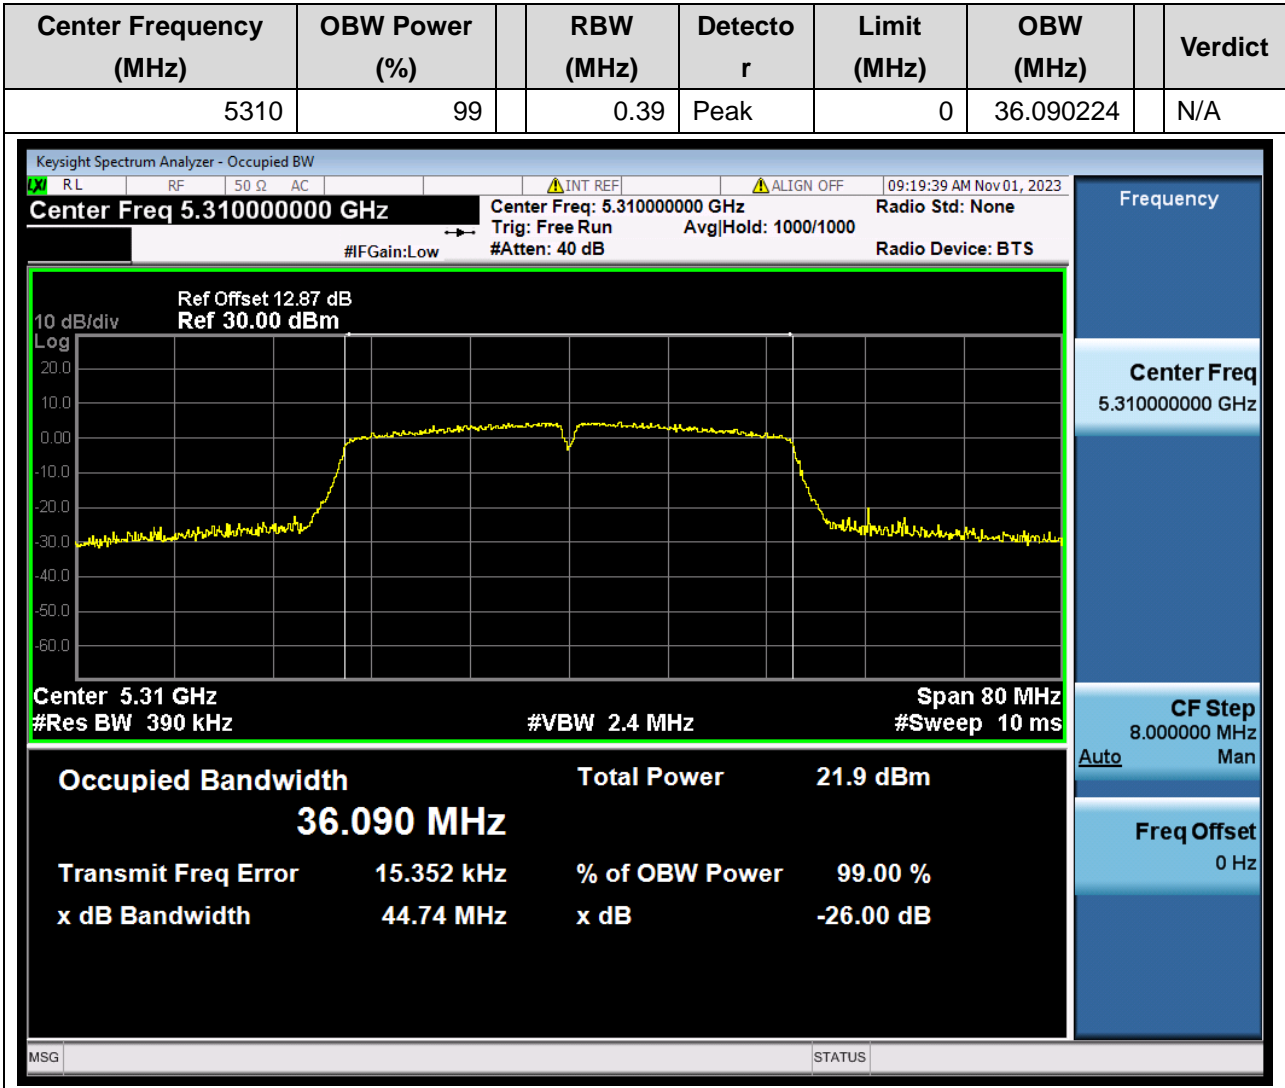 Center Frequency (MHz) OBW Power (%) RBW (MHz) Detecto r Limit (MHz) OBW (MHz) Verdict
5310 99 0.39 Peak 0 36.090224 N/A
Keysight Spectrum Analyzer - Occupied BW
LXI RL RF 50 Ω AC INT REF ALIGN OFF 09:19:39 AM Nov 01, 2023
Center Freq 5.310000000 GHz
#IFGain:Low
Center Freq: 5.310000000 GHz
Trig: Free Run Avg|Hold: 1000/1000
#Atten: 40 dB
Radio Std: None
Radio Device: BTS
Ref Offset 12.87 dB
10 dB/div Ref 30.00 dBm
Log
20.0
10.0
0.00
-10.0
-20.0
-30.0
-40.0
-50.0
-60.0
Center 5.31 GHz Span 80 MHz
#Res BW 390 kHz #VBW 2.4 MHz #Sweep 10 ms
Occupied Bandwidth Total Power 21.9 dBm
36.090 MHz
Transmit Freq Error 15.352 kHz % of OBW Power 99.00 %
x dB Bandwidth 44.74 MHz x dB -26.00 dB
Frequency
Center Freq
5.310000000 GHz
CF Step
8.000000 MHz
Auto Man
Freq Offset
0 Hz
MSG STATUS